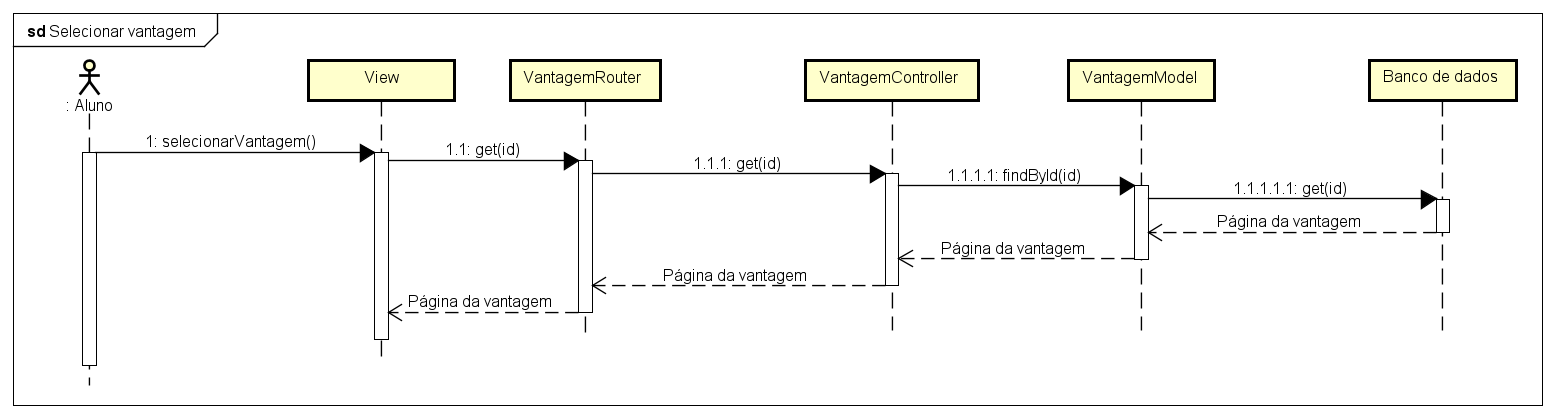 sd Selecionar vantagem
: Aluno
View
VantagemRouter
VantagemController
VantagemModel
Banco de dados
1: selecionarVantagem()
1.1: get(id)
1.1.1: get(id)
1.1.1.1: findById(id)
1.1.1.1.1: get(id)
Página da vantagem
Página da vantagem
Página da vantagem
Página da vantagem